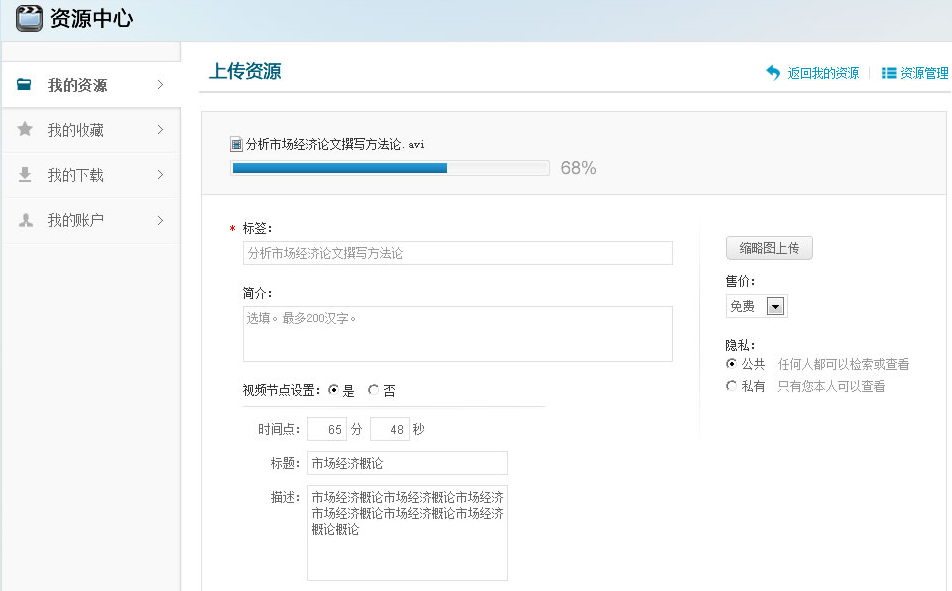 资源中心
我的资源
我的收藏
我的下载
我的账户
上传资源
返回我的资源
资源管理
分析市场经济论文撰写方法论.avi
68%
* 标签：
分析市场经济论文撰写方法论
简介：
选填。最多200汉字。
视频节点设置： 是 否
时间点： 65 分 48 秒
标题： 市场经济概论
描述： 市场经济概论市场经济概论市场经济
市场经济概论市场经济概论市场经济
概论概论
缩略图上传
售价：
免费
隐私：
公共 任何人都可以检索或查看
私有 只有您本人可以查看